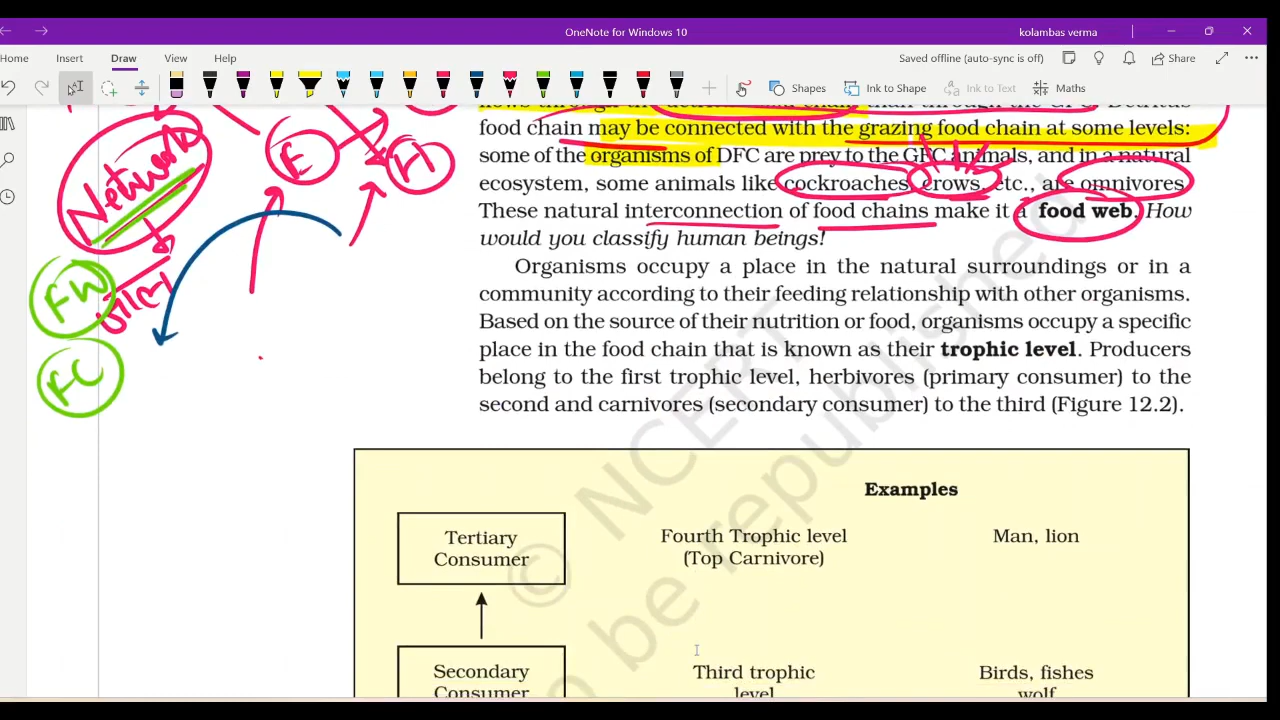 OneNote for Windows 10
kolambas verma
Home Insert Draw View Help
Saved offline (auto-sync is off)
Share
Shapes
Ink to Shape
Ink to Text
Maths
food chain may be connected with the grazing food chain at some levels:
some of the organisms of DFC are prey to the GFC animals, and in a natural
ecosystem, some animals like cockroaches, crows, etc., are omnivores.
These natural interconnection of food chains make it a food web. How
would you classify human beings!
Organisms occupy a place in the natural surroundings or in a
community according to their feeding relationship with other organisms.
Based on the source of their nutrition or food, organisms occupy a specific
place in the food chain that is known as their trophic level. Producers
belong to the first trophic level, herbivores (primary consumer) to the
second and carnivores (secondary consumer) to the third (Figure 12.2).
Network
E
H
FW
FC
Examples
Tertiary
Consumer
Fourth Trophic level
(Top Carnivore)
Man, lion
Secondary
Consumer
Third trophic
level
Birds, fishes
wolf
© NCERT
be republished